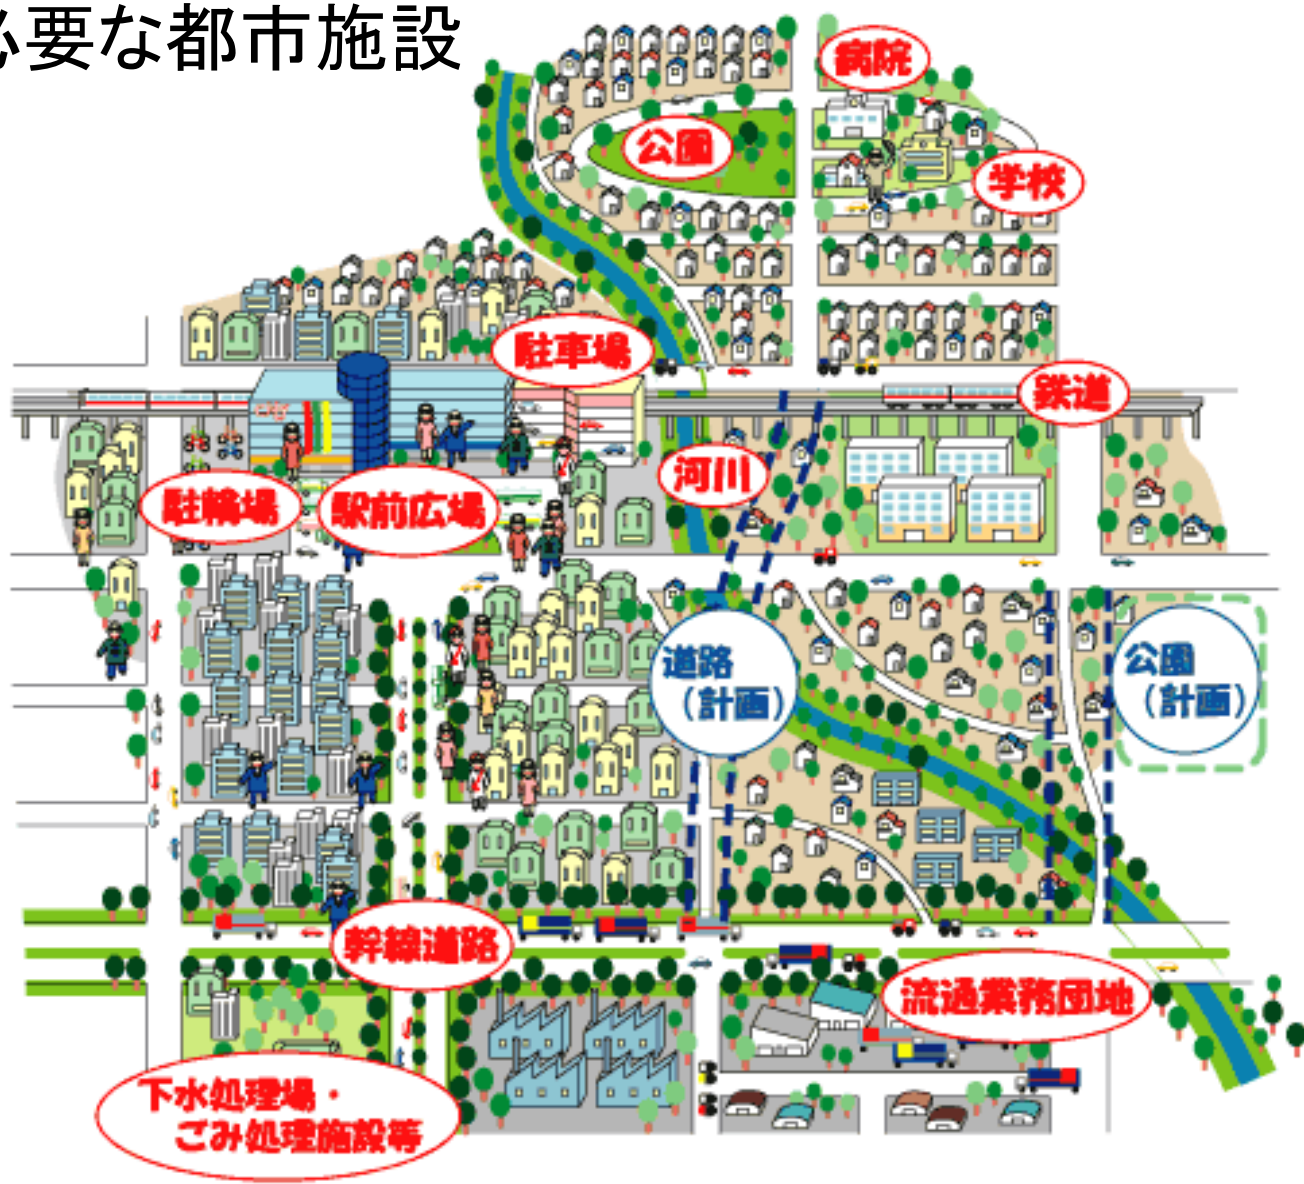 必要な都市施設
病院
公園
学校
駐車場
鉄道
city
河川
駐輪場
駅前広場
道路
（計画）
公園
（計画）
幹線道路
流通業務団地
下水処理場・
ごみ処理施設等